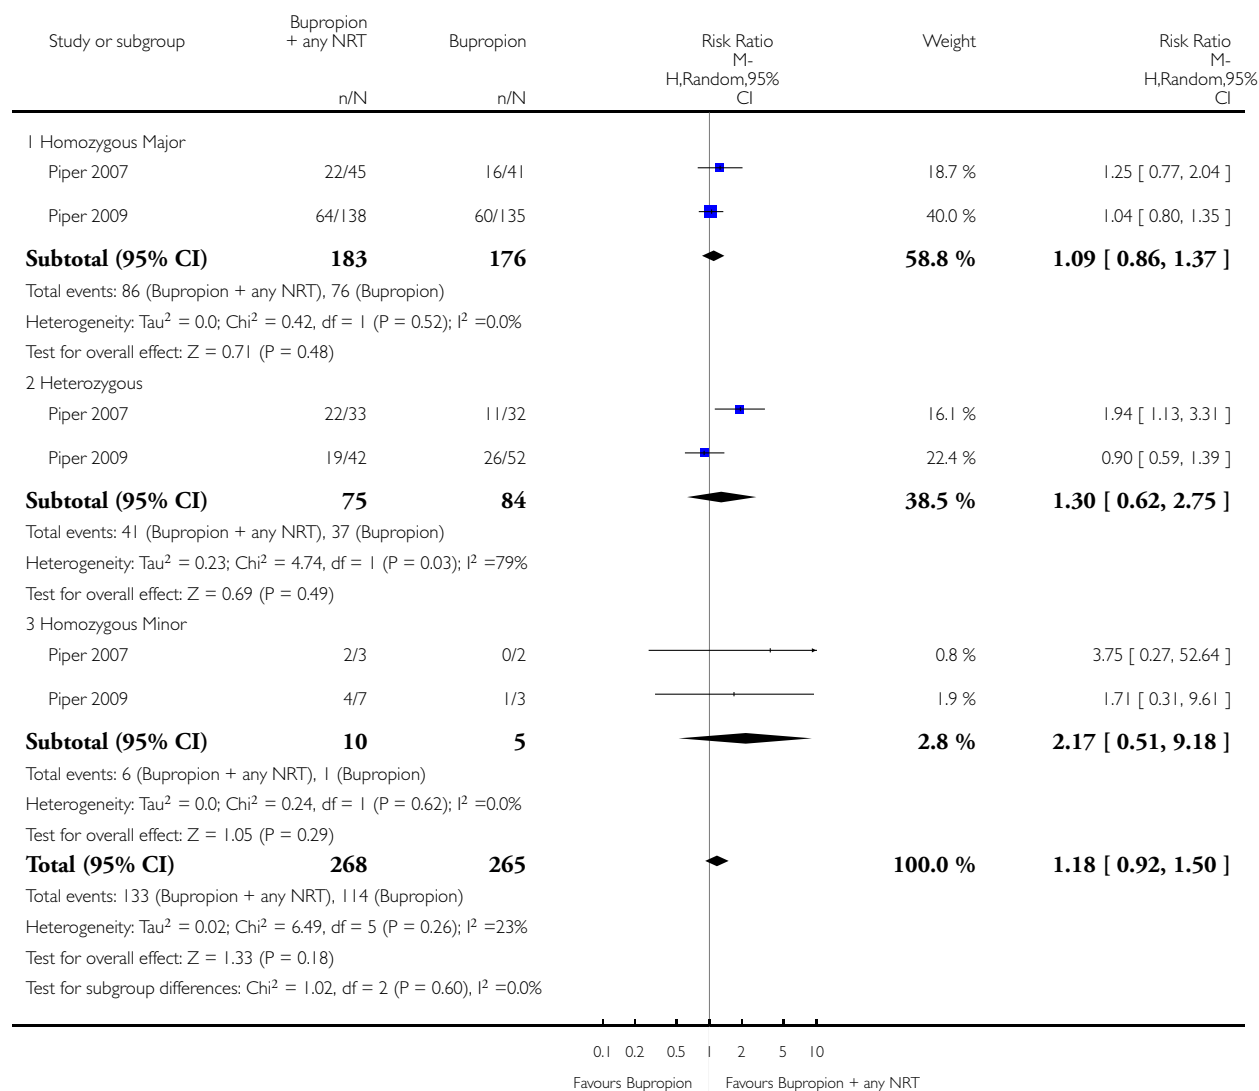 Study or subgroup Bupropion + any NRT Bupropion Risk Ratio Weight Risk Ratio
n/N n/N M-H,Random,95% CI M-H,Random,95% CI
1 Homozygous Major
Piper 2007 22/45 16/41 18.7 % 1.25 [ 0.77, 2.04 ]
Piper 2009 64/138 60/135 40.0 % 1.04 [ 0.80, 1.35 ]
Subtotal (95% CI) 183 176 58.8 % 1.09 [ 0.86, 1.37 ]
Total events: 86 (Bupropion + any NRT), 76 (Bupropion)
Heterogeneity: Tau² = 0.0; Chi² = 0.42, df = 1 (P = 0.52); I² =0.0%
Test for overall effect: Z = 0.71 (P = 0.48)
2 Heterozygous
Piper 2007 22/33 11/32 16.1 % 1.94 [ 1.13, 3.31 ]
Piper 2009 19/42 26/52 22.4 % 0.90 [ 0.59, 1.39 ]
Subtotal (95% CI) 75 84 38.5 % 1.30 [ 0.62, 2.75 ]
Total events: 41 (Bupropion + any NRT), 37 (Bupropion)
Heterogeneity: Tau² = 0.23; Chi² = 4.74, df = 1 (P = 0.03); I² =79%
Test for overall effect: Z = 0.69 (P = 0.49)
3 Homozygous Minor
Piper 2007 2/3 0/2 0.8 % 3.75 [ 0.27, 52.64 ]
Piper 2009 4/7 1/3 1.9 % 1.71 [ 0.31, 9.61 ]
Subtotal (95% CI) 10 5 2.8 % 2.17 [ 0.51, 9.18 ]
Total events: 6 (Bupropion + any NRT), 1 (Bupropion)
Heterogeneity: Tau² = 0.0; Chi² = 0.24, df = 1 (P = 0.62); I² =0.0%
Test for overall effect: Z = 1.05 (P = 0.29)
Total (95% CI) 268 265 100.0 % 1.18 [ 0.92, 1.50 ]
Total events: 133 (Bupropion + any NRT), 114 (Bupropion)
Heterogeneity: Tau² = 0.02; Chi² = 6.49, df = 5 (P = 0.26); I² =23%
Test for overall effect: Z = 1.33 (P = 0.18)
Test for subgroup differences: Chi² = 1.02, df = 2 (P = 0.60), I² =0.0%
0.1 0.2 0.5 1 2 5 10
Favours Bupropion Favours Bupropion + any NRT